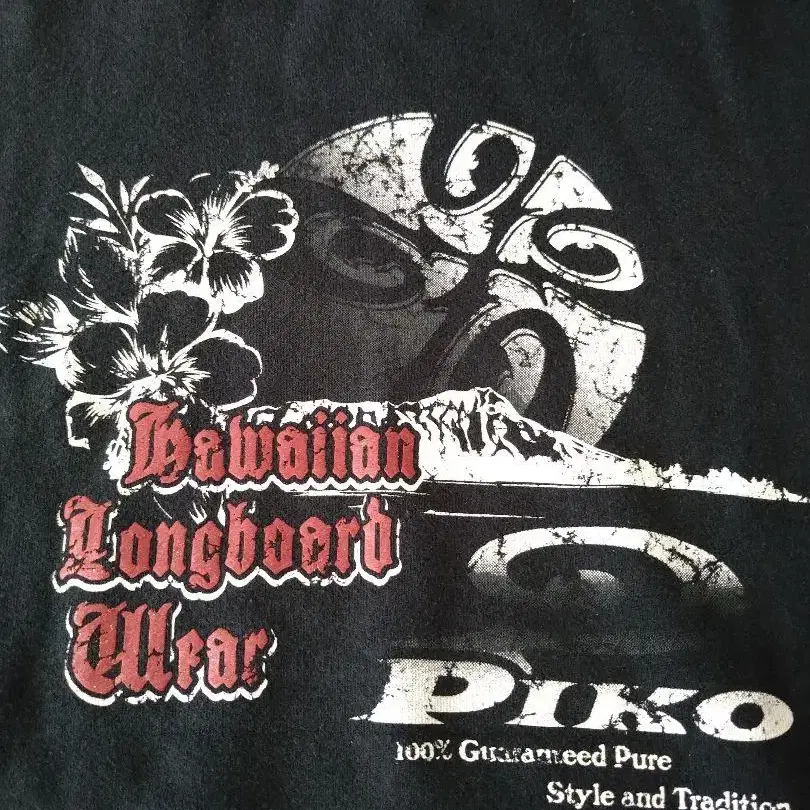 Hawaiian
Longboard
Wear
PIKO
100% Guaranteed Pure
Style and Tradition